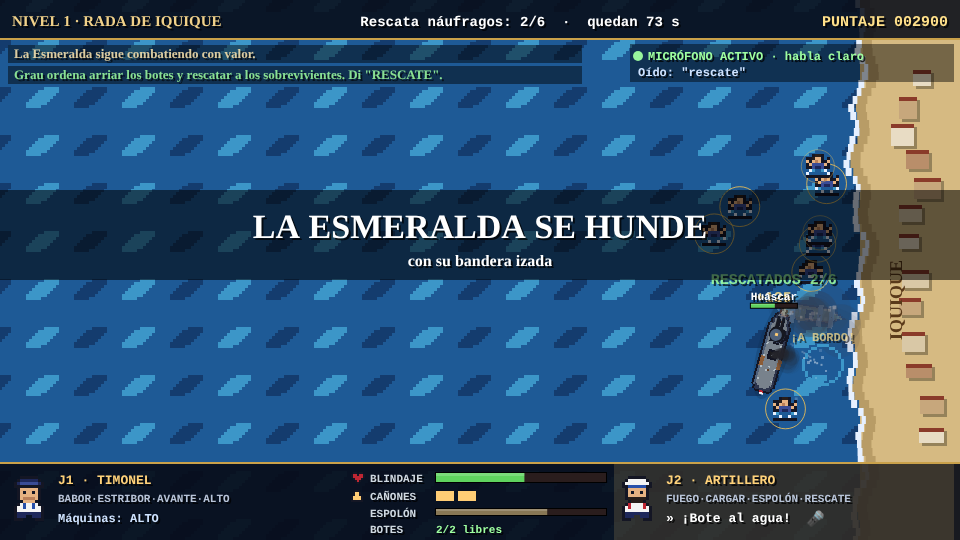 NIVEL 1 · RADA DE IQUIQUE
Rescata náufragos: 2/6 · quedan 73 s
PUNTAJE 002900
La Esmeralda sigue combatiendo con valor.
Grau ordena arriar los botes y rescatar a los sobrevivientes. Di "RESCATE".
MICRÓFONO ACTIVO · habla claro
Oído: "rescate"
LA ESMERALDA SE HUNDE
con su bandera izada
RESCATADOS 2/6
Huáscar
¡A BORDO!
IQUIQUE
J1 · TIMONEL
BABOR·ESTRIBOR·AVANTE·ALTO
Máquinas: ALTO
BLINDAJE
CAÑONES
ESPOLÓN
BOTES 2/2 libres
J2 · ARTILLERO
FUEGO·CARGAR·ESPOLÓN·RESCATE
» ¡Bote al agua!